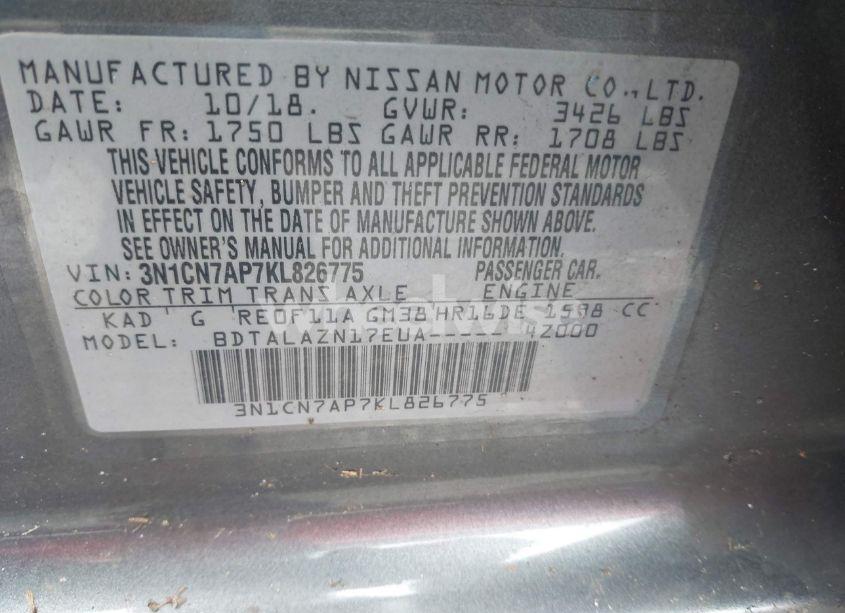 MANUFACTURED BY NISSAN MOTOR CO.,LTD.
DATE: 10/18. GVWR: 3426 LBS
GAWR FR: 1750 LBS GAWR RR: 1708 LBS
THIS VEHICLE CONFORMS TO ALL APPLICABLE FEDERAL MOTOR
VEHICLE SAFETY, BUMPER AND THEFT PREVENTION STANDARDS
IN EFFECT ON THE DATE OF MANUFACTURE SHOWN ABOVE.
SEE OWNER'S MANUAL FOR ADDITIONAL INFORMATION.
VIN: 3N1CN7AP7KL826775 PASSENGER CAR.
COLOR TRIM TRANS AXLE ENGINE
KAD G RE0F11A GM38 HR16DE 1598 CC
MODEL: BDTALAZN17EUA-----4Z000
3N1CN7AP7KL826775